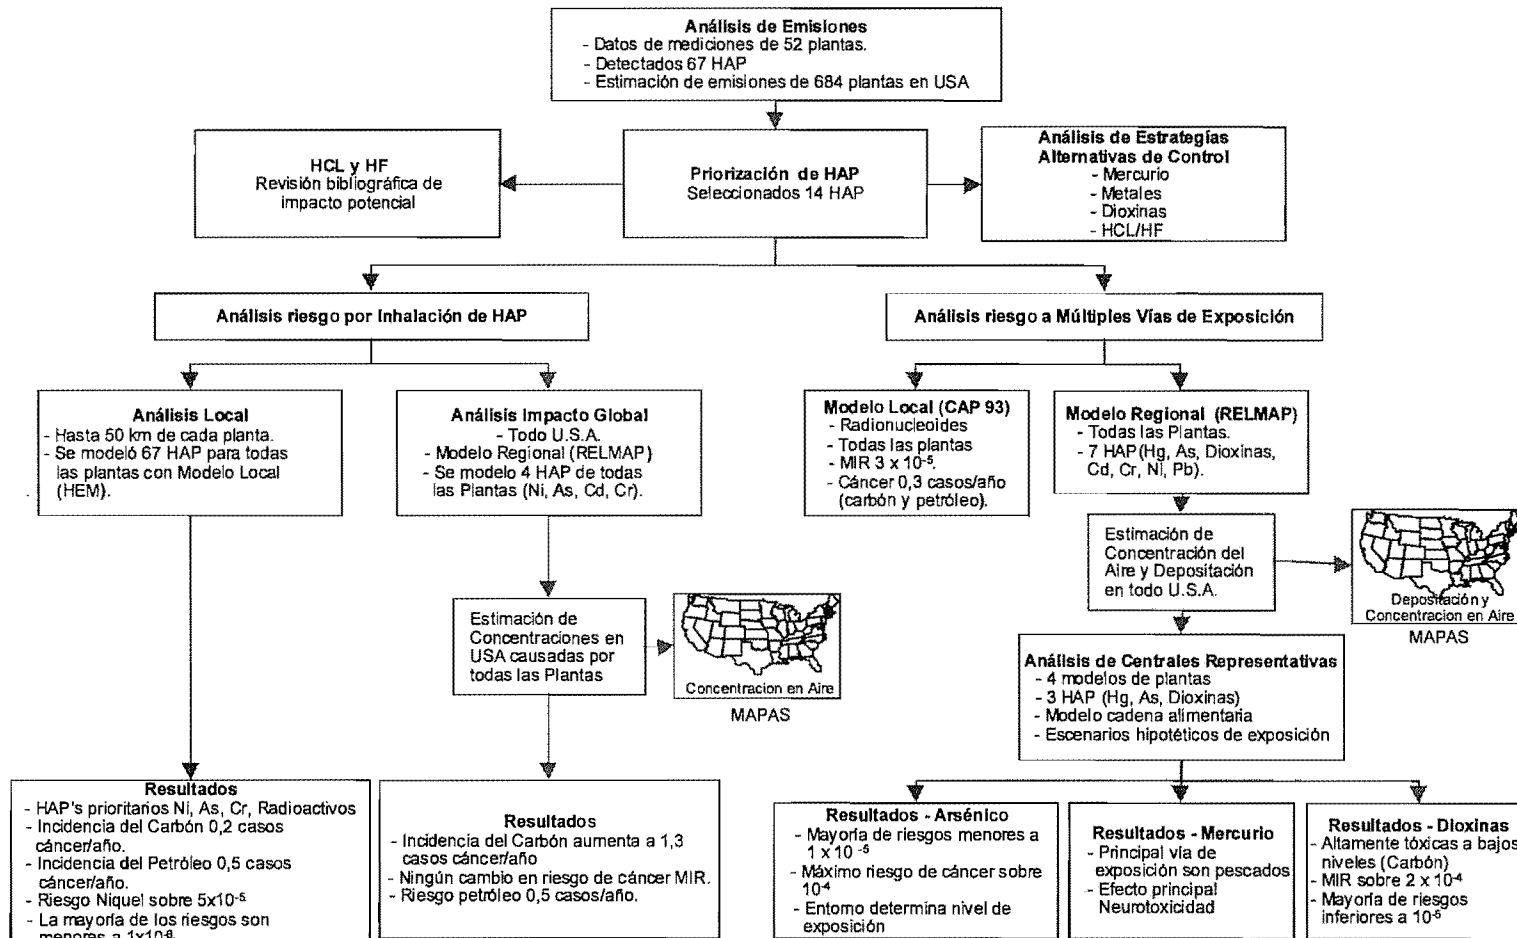 Análisis de Emisiones
- Datos de mediciones de 52 plantas.
- Detectados 67 HAP
- Estimación de emisiones de 684 plantas en USA
HCL y HF
Revisión bibliográfica de
impacto potencial
Priorización de HAP
Seleccionados 14 HAP
Análisis de Estrategías
Alternativas de Control
- Mercurio
- Metales
- Dioxinas
- HCL/HF
Análisis riesgo por Inhalación de HAP
Análisis riesgo a Múltiples Vías de Exposición
Análisis Local
- Hasta 50 km de cada planta.
- Se modeló 67 HAP para todas
las plantas con Modelo Local
(HEM).
Análisis Impacto Global
- Todo U.S.A.
- Modelo Regional (RELMAP)
- Se modelo 4 HAP de todas
las Plantas (Ni, As, Cd, Cr).
Modelo Local (CAP 93)
- Radionucleoides
- Todas las plantas
- MIR 3 x 10-5.
- Cáncer 0,3 casos/año
(carbón y petróleo).
Modelo Regional (RELMAP)
- Todas las Plantas.
- 7 HAP(Hg, As, Dioxinas,
Cd, Cr, Ni, Pb).
Estimación de
Concentración del
Aire y Depositación
en todo U.S.A.
Depositación y
Concentracion en Aire
MAPAS
Estimación de
Concentraciones en
USA causadas por
todas las Plantas
Concentracion en Aire
MAPAS
Análisis de Centrales Representativas
- 4 modelos de plantas
- 3 HAP (Hg, As, Dioxinas)
- Modelo cadena alimentaria
- Escenarios hipotéticos de exposición
Resultados
- HAP's prioritarios Ni, As, Cr, Radioactivos
- Incidencia del Carbón 0,2 casos
cáncer/año.
- Incidencia del Petróleo 0,5 casos
cáncer/año.
- Riesgo Niquel sobre 5x10-5
- La mayoría de los riesgos son
menores a 1x10-6.
Resultados
- Incidencia del Carbón aumenta a 1,3
casos cáncer/año
- Ningún cambio en riesgo de cáncer MIR.
- Riesgo petróleo 0,5 casos/año.
Resultados - Arsénico
- Mayoría de riesgos menores a
1 x 10 -5
- Máximo riesgo de cáncer sobre
10-4
- Entorno determina nivel de
exposición
Resultados - Mercurio
- Principal vía de
exposición son pescados
- Efecto principal
Neurotoxicidad
Resultados - Dioxinas
- Altamente tóxicas a bajos
niveles (Carbón)
- MIR sobre 2 x 10-4
- Mayoría de riesgos
inferiores a 10-5